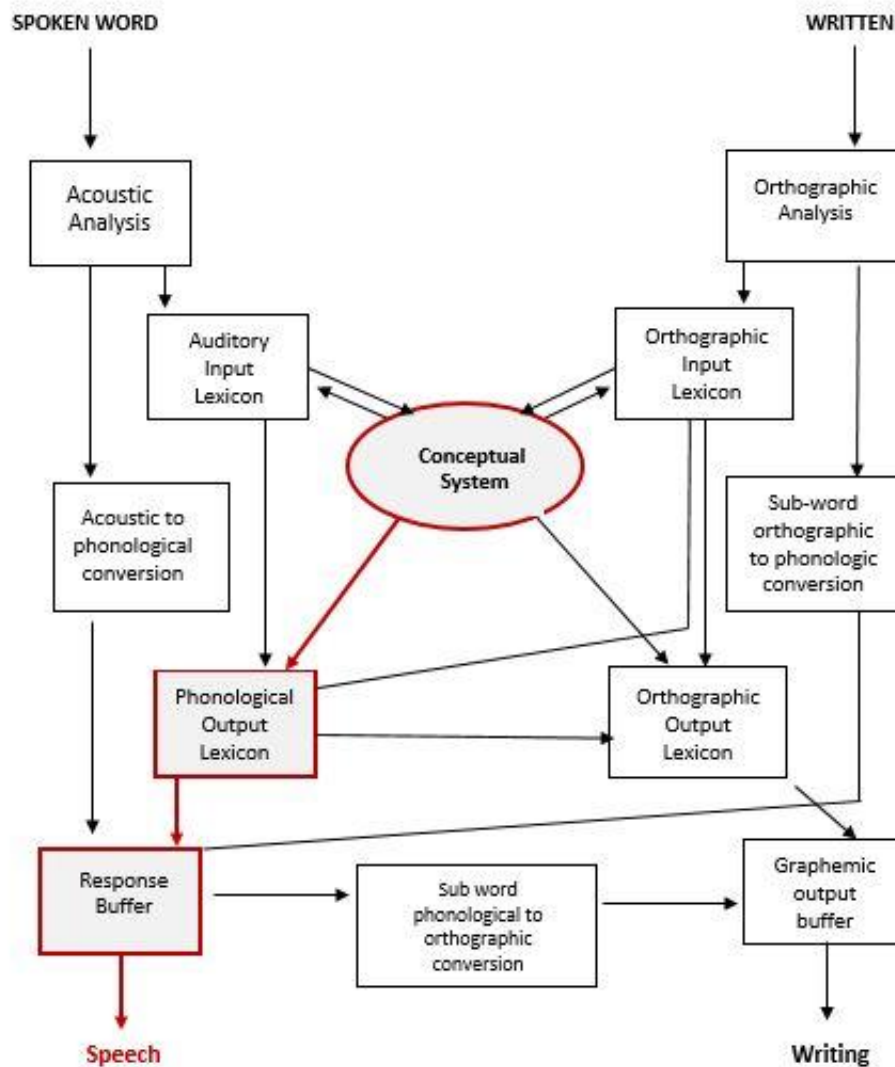 SPOKEN WORD
WRITTEN
Acoustic
Analysis
Orthographic
Analysis
Auditory
Input
Lexicon
Orthographic
Input
Lexicon
Conceptual
System
Acoustic to
phonological
conversion
Sub-word
orthographic
to phonologic
conversion
Phonological
Output
Lexicon
Orthographic
Output
Lexicon
Response
Buffer
Sub word
phonological to
orthographic
conversion
Graphemic
output
buffer
Speech
Writing